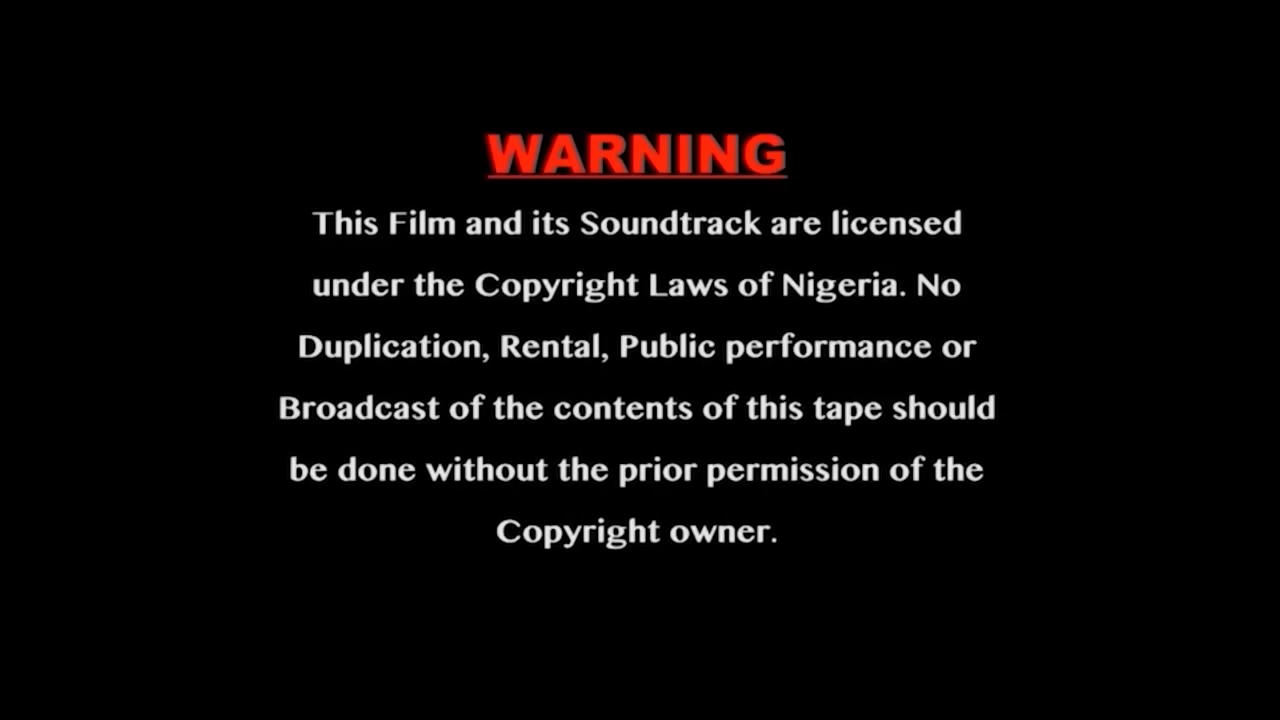 WARNING
This Film and its Soundtrack are licensed
under the Copyright Laws of Nigeria. No
Duplication, Rental, Public performance or
Broadcast of the contents of this tape should
be done without the prior permission of the
Copyright owner.